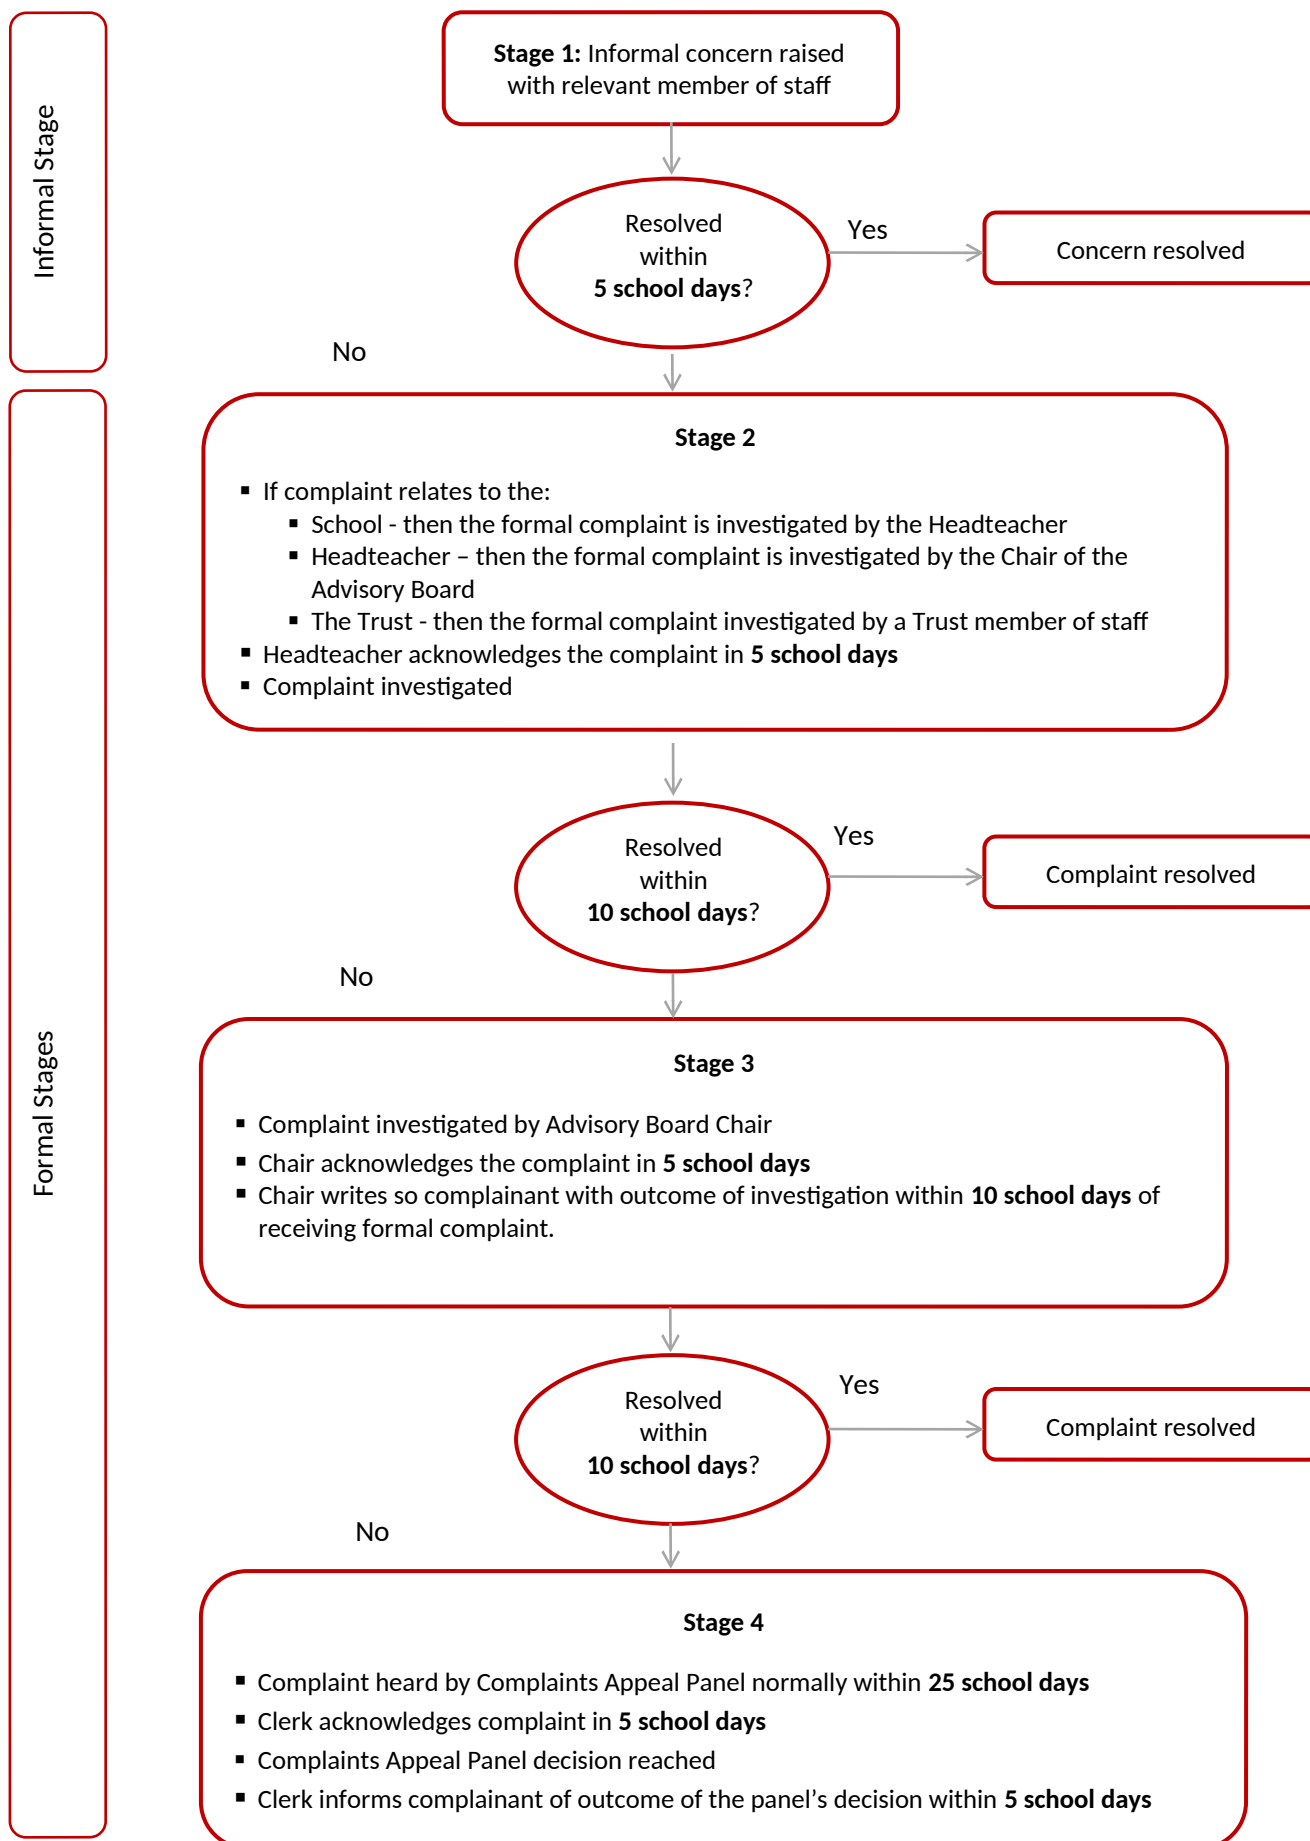 Informal Stage
Stage 1: Informal concern raised
with relevant member of staff
Resolved
within
5 school days?
Yes
Concern resolved
No
Formal Stages
Stage 2
▪ If complaint relates to the:
▪ School - then the formal complaint is investigated by the Headteacher
▪ Headteacher – then the formal complaint is investigated by the Chair of the
Advisory Board
▪ The Trust - then the formal complaint investigated by a Trust member of staff
▪ Headteacher acknowledges the complaint in 5 school days
▪ Complaint investigated
Resolved
within
10 school days?
Yes
Complaint resolved
No
Stage 3
▪ Complaint investigated by Advisory Board Chair
▪ Chair acknowledges the complaint in 5 school days
▪ Chair writes so complainant with outcome of investigation within 10 school days of
receiving formal complaint.
Resolved
within
10 school days?
Yes
Complaint resolved
No
Stage 4
▪ Complaint heard by Complaints Appeal Panel normally within 25 school days
▪ Clerk acknowledges complaint in 5 school days
▪ Complaints Appeal Panel decision reached
▪ Clerk informs complainant of outcome of the panel’s decision within 5 school days